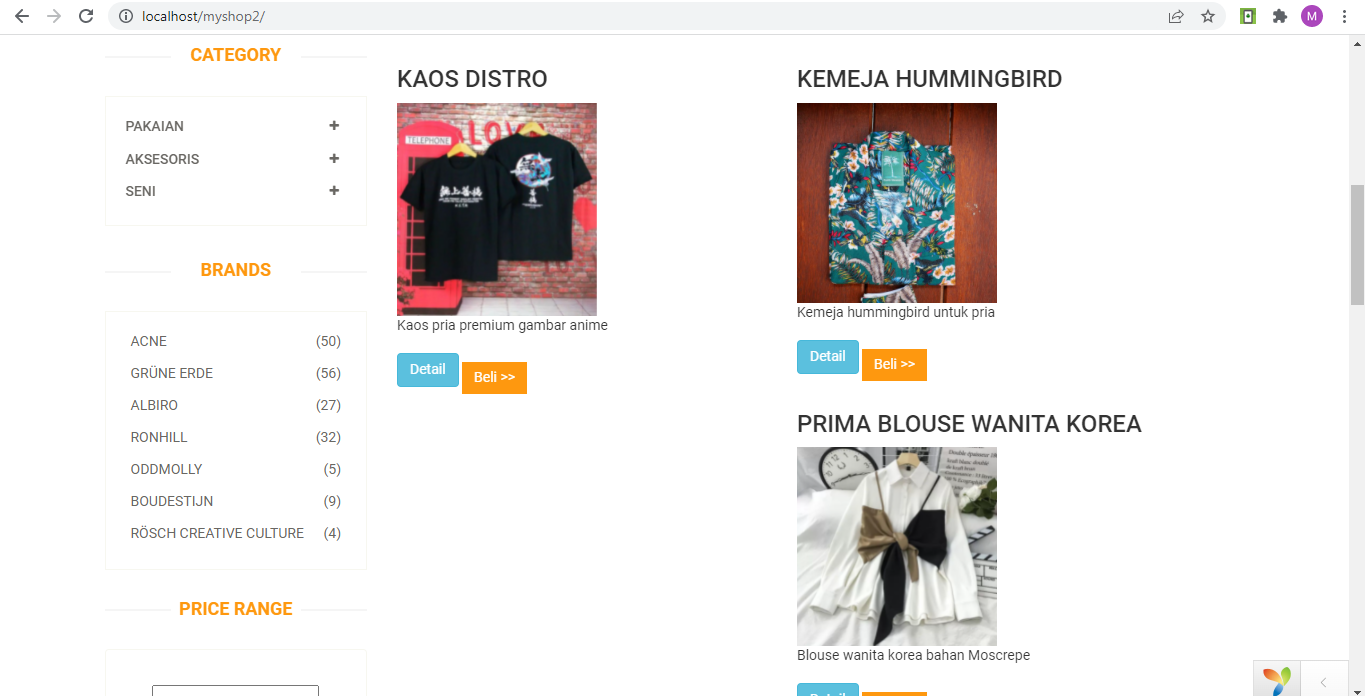 localhost/myshop2/
M
CATEGORY
PAKAIAN +
AKSESORIS +
SENI +
BRANDS
ACNE (50)
GRÜNE ERDE (56)
ALBIRO (27)
RONHILL (32)
ODDMOLLY (5)
BOUDESTIJN (9)
RÖSCH CREATIVE CULTURE (4)
PRICE RANGE
KAOS DISTRO
TELEPHONE
LOV
Kaos pria premium gambar anime
Detail Beli >>
KEMEJA HUMMINGBIRD
Kemeja hummingbird untuk pria
Detail Beli >>
PRIMA BLOUSE WANITA KOREA
Blouse wanita korea bahan Moscrepe
Detail